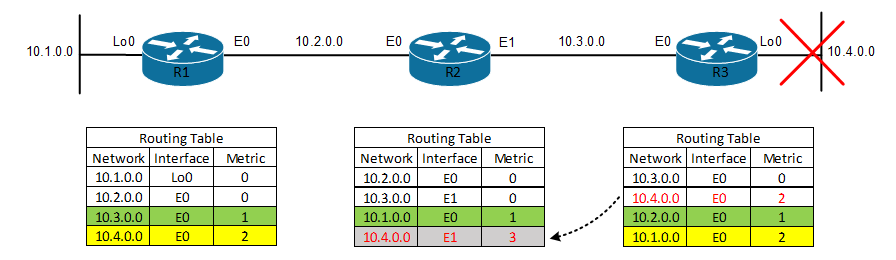 Lo0 E0 10.2.0.0 E0 E1 10.3.0.0 E0 Lo0
10.1.0.0 10.4.0.0
R1 R2 R3
Routing Table
Network Interface Metric
10.1.0.0 Lo0 0
10.2.0.0 E0 0
10.3.0.0 E0 1
10.4.0.0 E0 2
Routing Table
Network Interface Metric
10.2.0.0 E0 0
10.3.0.0 E1 0
10.1.0.0 E0 1
10.4.0.0 E1 3
Routing Table
Network Interface Metric
10.3.0.0 E0 0
10.4.0.0 E0 2
10.2.0.0 E0 1
10.1.0.0 E0 2